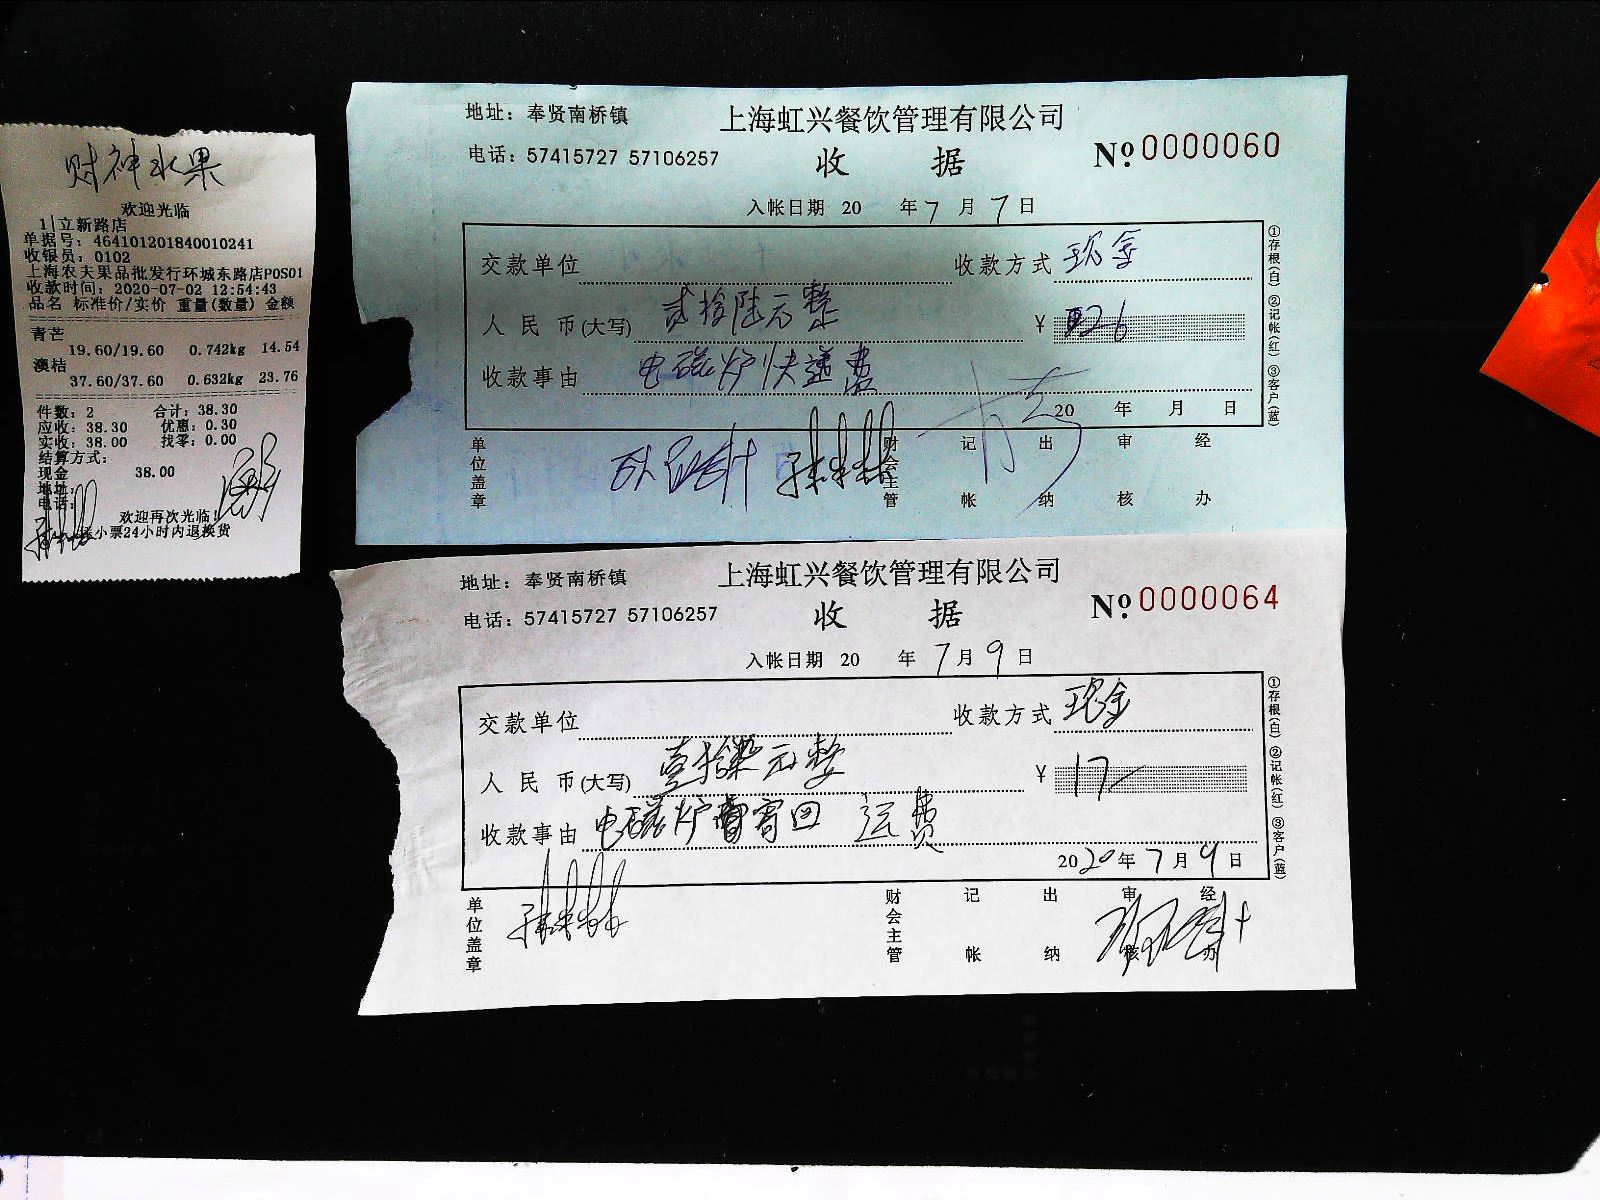 财神水果
欢迎光临
1|立新路店
单据号: 464101201840010241
收银员: 0102
上海农夫果品批发行环城东路店POS01
收款时间: 2020-07-02 12:54:43
品名 标准价/实价 重量(数量) 金额
青芒
19.60/19.60 0.742kg 14.54
澳桔
37.60/37.60 0.632kg 23.76
件数: 2 合计: 38.30
应收: 38.30 优惠: 0.30
实收: 38.00 找零: 0.00
结算方式:
现金 38.00
地址:
电话:
欢迎再次光临!
小票24小时内退换货
地址：奉贤南桥镇 上海虹兴餐饮管理有限公司
电话：57415727 57106257 收 据 № 0000060
入帐日期 20 年 7 月 7 日
交款单位 收款方式 现金
人民币(大写) 贰拾陆元整 ¥ 26
收款事由 电磁炉快递费
20 年 月 日
①存根(白) ②记帐(红) ③客户(蓝)
单位盖章 财会主管 记帐 出纳 审核 经办
地址：奉贤南桥镇 上海虹兴餐饮管理有限公司
电话：57415727 57106257 收 据 № 0000064
入帐日期 20 年 7 月 9 日
交款单位 收款方式 现金
人民币(大写) 壹拾柒元整 ¥ 17
收款事由 电磁炉寄回 运费
2020年 7 月 9 日
①存根(白) ②记帐(红) ③客户(蓝)
单位盖章 财会主管 记帐 出纳 审核 经办